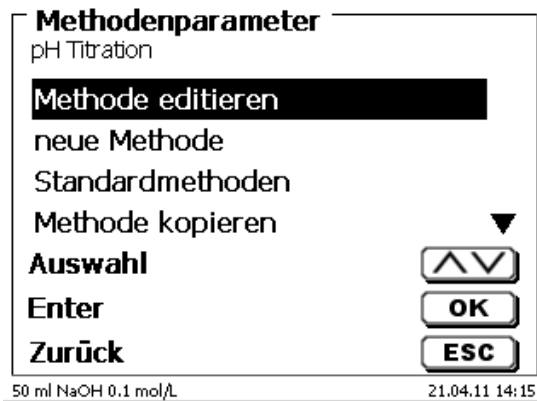 Methodenparameter
pH Titration
Methode editieren
neue Methode
Standardmethoden
Methode kopieren
Auswahl
Enter OK
Zurück ESC
50 ml NaOH 0.1 mol/L 21.04.11 14:15